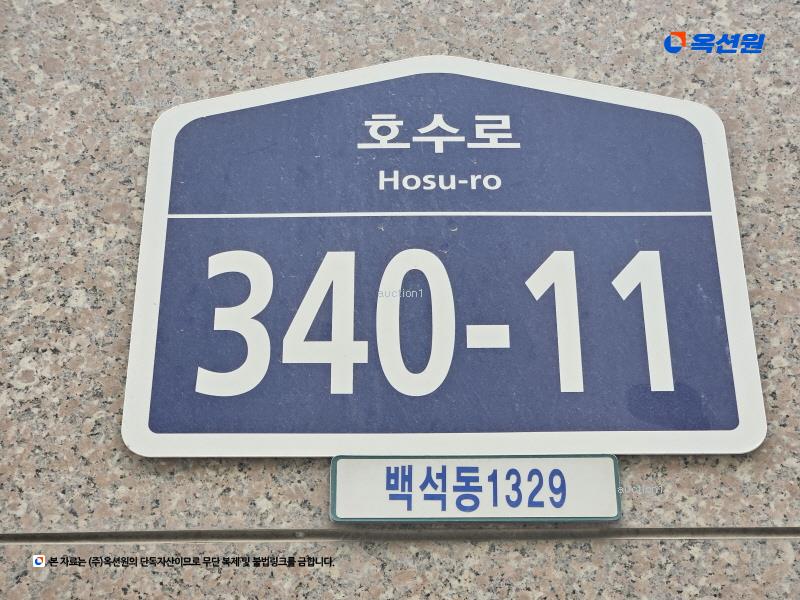 옥션원
호수로
Hosu-ro
340-11
auction1
백석동1329
auction1
본 자료는 (주)옥션원의 단독자산이므로 무단 복제 및 불법링크를 금합니다.